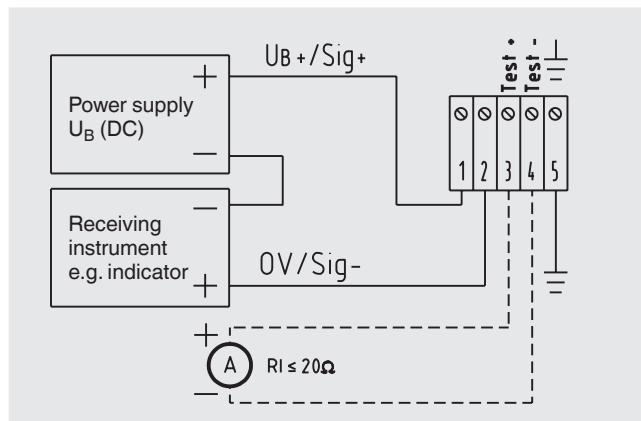 UB+/Sig+
Test +
Test -
+
Power supply
UB (DC)
—
1 2 3 4 5
—
Receiving
instrument
e.g. indicator
+
0V/Sig-
+
A
RI ≤ 20Ω
—